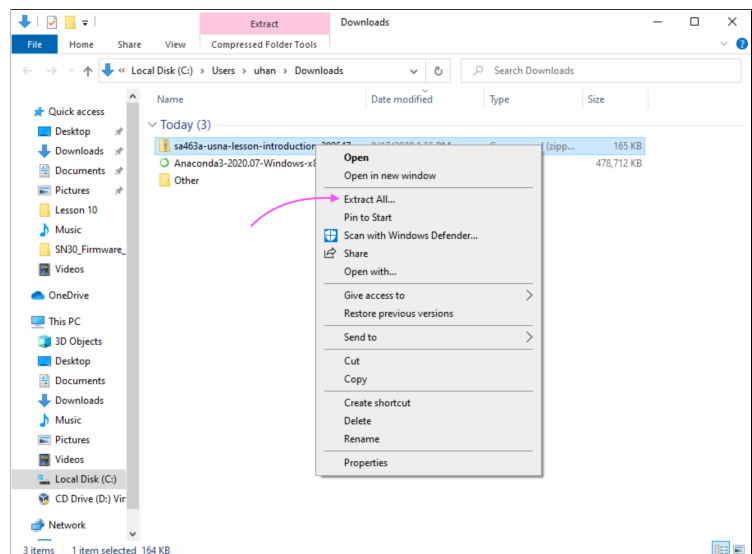 Extract
Downloads
File
Home
Share
View
Compressed Folder Tools
« Local Disk (C:) › Users › uhan › Downloads
Search Downloads
Name
Date modified
Type
Size
Quick access
Desktop
Downloads
Documents
Pictures
Lesson 10
Music
SN30_Firmware_
Videos
OneDrive
This PC
3D Objects
Desktop
Documents
Downloads
Music
Pictures
Videos
Local Disk (C:)
CD Drive (D:) Vir
Network
Today (3)
sa463a-usna-lesson-introduction (zipp... 165 KB
Anaconda3-2020.07-Windows-x8 478,712 KB
Other
Open
Open in new window
Extract All...
Pin to Start
Scan with Windows Defender...
Share
Open with...
Give access to
Restore previous versions
Send to
Cut
Copy
Create shortcut
Delete
Rename
Properties
3 items 1 item selected 164 KB